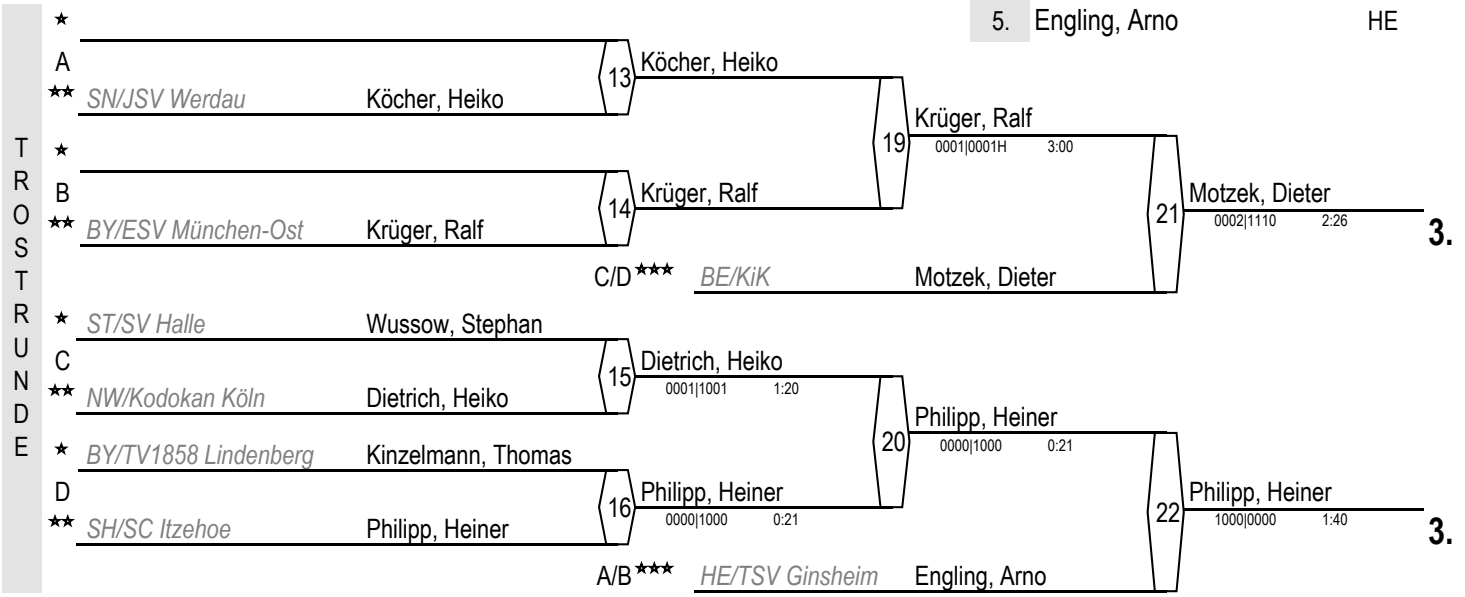 5. Engling, Arno HE
TROSTRUNDE
A
SN/JSV Werdau Köcher, Heiko
13 Köcher, Heiko
B
BY/ESV München-Ost Krüger, Ralf
14 Krüger, Ralf
19 Krüger, Ralf
0001|0001H 3:00
C/D BE/KiK Motzek, Dieter
21 Motzek, Dieter
0002|1110 2:26
3.
ST/SV Halle Wussow, Stephan
C
NW/Kodokan Köln Dietrich, Heiko
15 Dietrich, Heiko
0001|1001 1:20
BY/TV1858 Lindenberg Kinzelmann, Thomas
D
SH/SC Itzehoe Philipp, Heiner
16 Philipp, Heiner
0000|1000 0:21
20 Philipp, Heiner
0000|1000 0:21
A/B HE/TSV Ginsheim Engling, Arno
22 Philipp, Heiner
1000|0000 1:40
3.